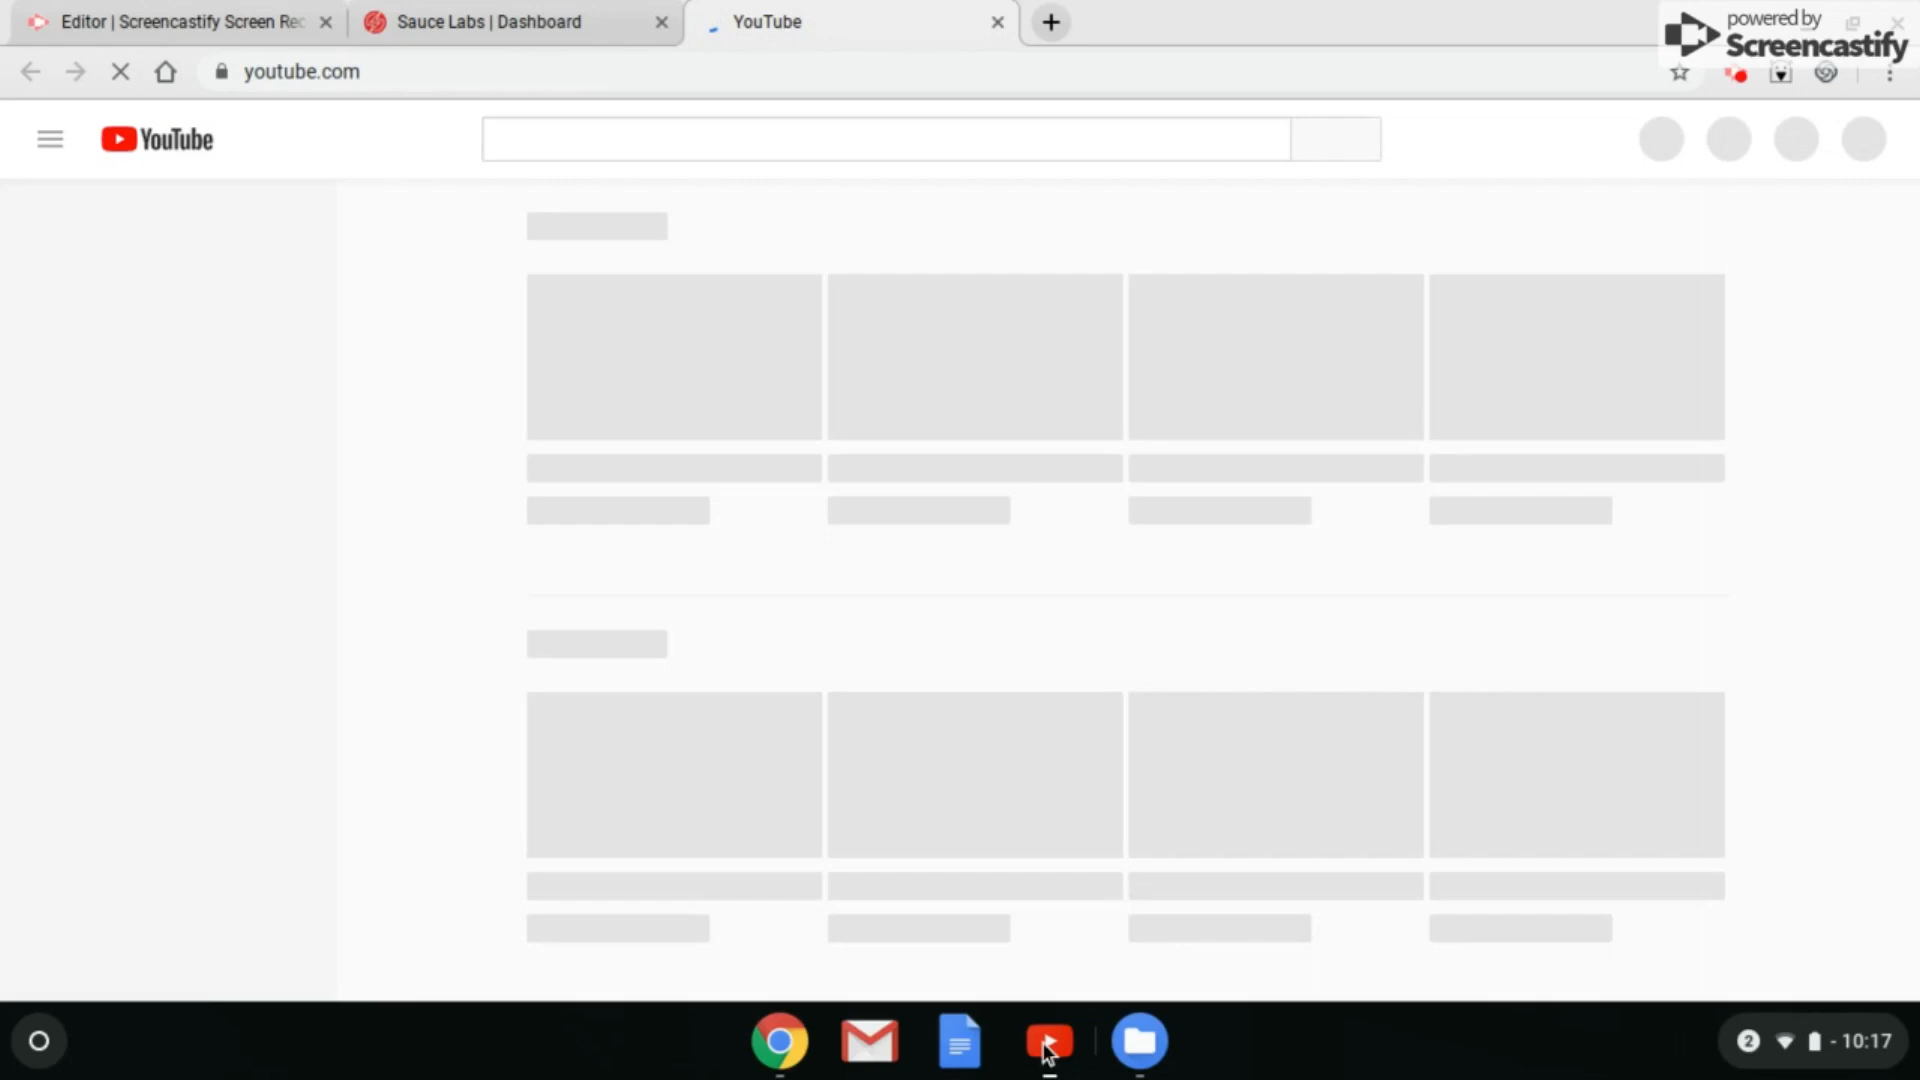 Editor | Screencastify Screen Rec
Sauce Labs | Dashboard
YouTube
powered by
Screencastify
youtube.com
YouTube
2
- 10:17